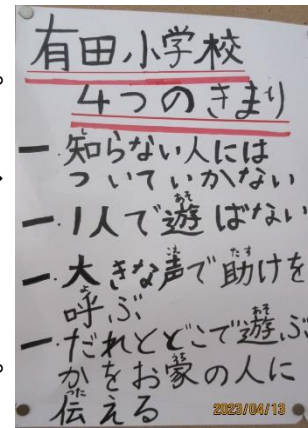 有田小学校
4つのきまり
一 知らない人には
ついていかない
一 1人で遊ばない
一 大きな声で助けを
呼ぶ
一 だれとどこで遊ぶ
かをお家の人に
伝える
2023/04/13